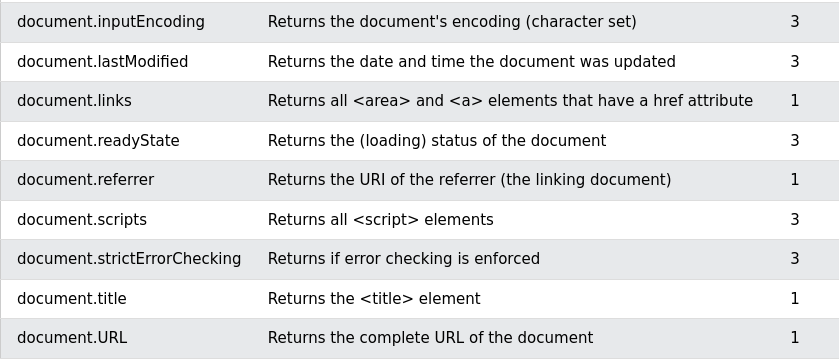 document.inputEncoding Returns the document's encoding (character set) 3
document.lastModified Returns the date and time the document was updated 3
document.links Returns all <area> and <a> elements that have a href attribute 1
document.readyState Returns the (loading) status of the document 3
document.referrer Returns the URI of the referrer (the linking document) 1
document.scripts Returns all <script> elements 3
document.strictErrorChecking Returns if error checking is enforced 3
document.title Returns the <title> element 1
document.URL Returns the complete URL of the document 1